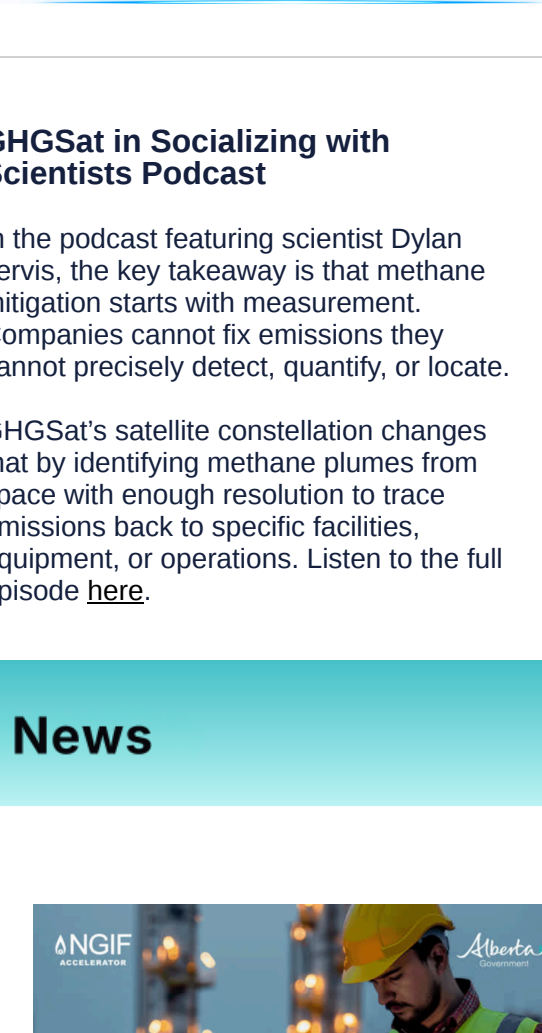 GHGSat in Socializing with
Scientists Podcast
n the podcast featuring scientist Dylan
ervis, the key takeaway is that methane
mitigation starts with measurement.
Companies cannot fix emissions they
annot precisely detect, quantify, or locate.
GHGSat’s satellite constellation changes
hat by identifying methane plumes from
pace with enough resolution to trace
missions back to specific facilities,
quipment, or operations. Listen to the full
pisode here.
News
NGIF
ACCELERATOR
Alberta
Government